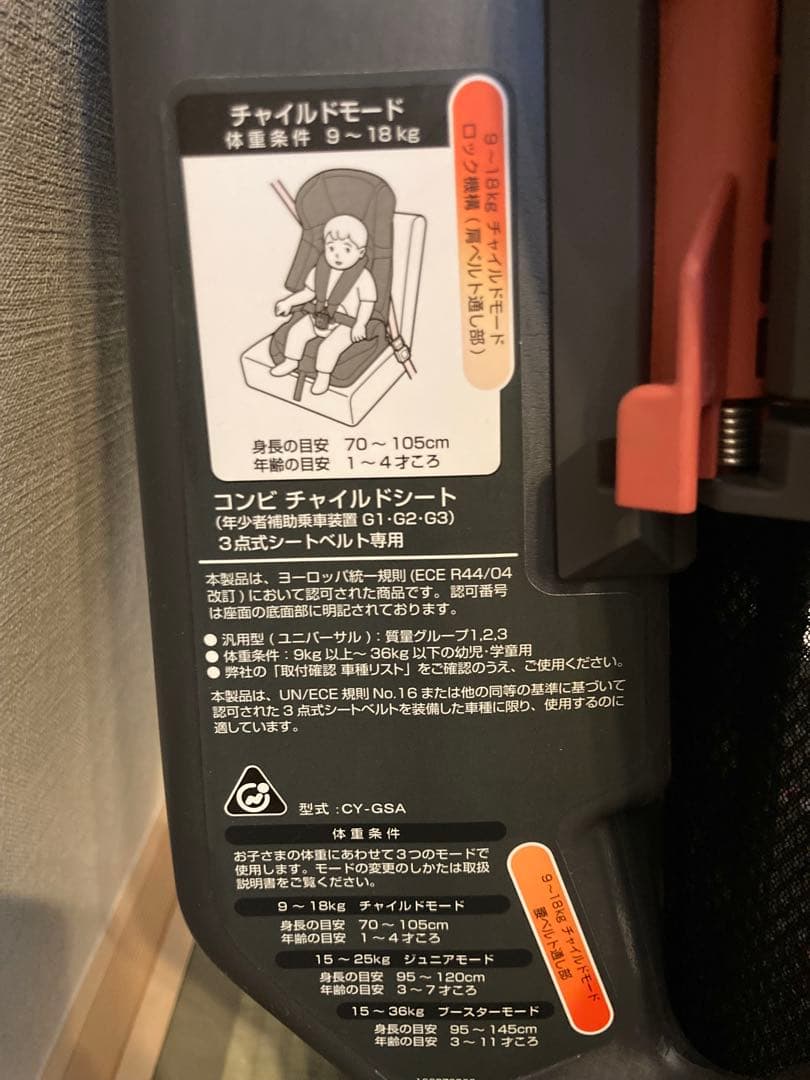 チャイルドモード
体重条件 9～18kg
9～18kg チャイルドモード
ロック機構(肩ベルト通し部)
身長の目安 70～105cm
年齢の目安 1～4才ころ
コンビ チャイルドシート
(年少者補助乗車装置 G1・G2・G3)
3点式シートベルト専用
本製品は、ヨーロッパ統一規則(ECE R44/04
改訂)において認可された商品です。認可番号
は座面の底面部に明記されております。
● 汎用型(ユニバーサル):質量グループ1,2,3
● 体重条件:9kg以上～36kg以下の幼児・学童用
● 弊社の「取付確認 車種リスト」をご確認のうえ、ご使用ください。
本製品は、UN/ECE 規則 No.16 または他の同等の基準に基づいて
認可された3点式シートベルトを装備した車種に限り、使用するのに
適しています。
型式:CY-GSA
体重条件
お子さまの体重にあわせて3つのモードで
使用します。モードの変更のしかたは取扱
説明書をご覧ください。
9～18kg チャイルドモード
身長の目安 70～105cm
年齢の目安 1～4才ころ
15～25kg ジュニアモード
身長の目安 95～120cm
年齢の目安 3～7才ころ
15～36kg ブースターモード
身長の目安 95～145cm
年齢の目安 3～11才ころ
9～18kg チャイルドモード
腰ベルト通し部